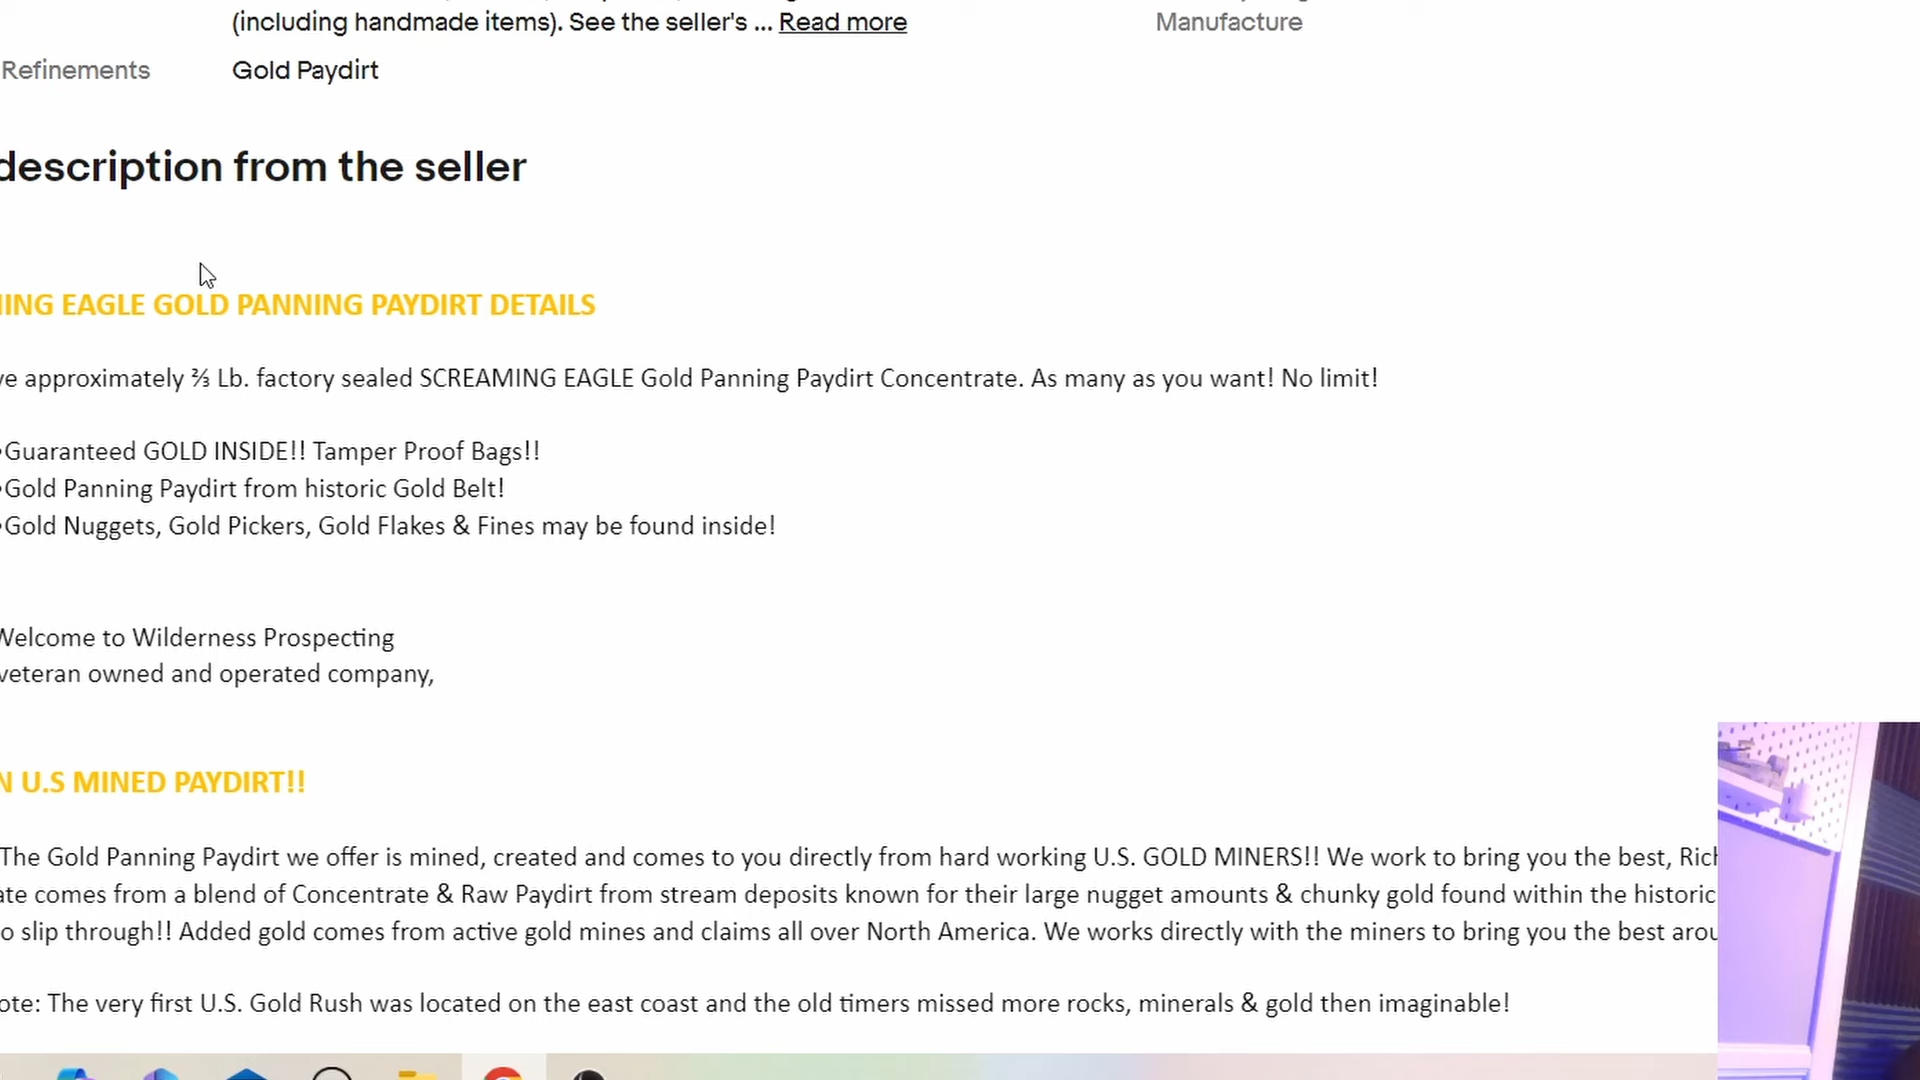 (including handmade items). See the seller's ... Read more
Manufacture
Refinements
Gold Paydirt
description from the seller
EAGLE GOLD PANNING PAYDIRT DETAILS
approximately ⅔ Lb. factory sealed SCREAMING EAGLE Gold Panning Paydirt Concentrate. As many as you want! No limit!
•Guaranteed GOLD INSIDE!! Tamper Proof Bags!!
•Gold Panning Paydirt from historic Gold Belt!
•Gold Nuggets, Gold Pickers, Gold Flakes & Fines may be found inside!
Welcome to Wilderness Prospecting
veteran owned and operated company,
U.S MINED PAYDIRT!!
The Gold Panning Paydirt we offer is mined, created and comes to you directly from hard working U.S. GOLD MINERS!! We work to bring you the best,
comes from a blend of Concentrate & Raw Paydirt from stream deposits known for their large nugget amounts & chunky gold found within the historic
slip through!! Added gold comes from active gold mines and claims all over North America. We works directly with the miners to bring you the best
The very first U.S. Gold Rush was located on the east coast and the old timers missed more rocks, minerals & gold then imaginable!